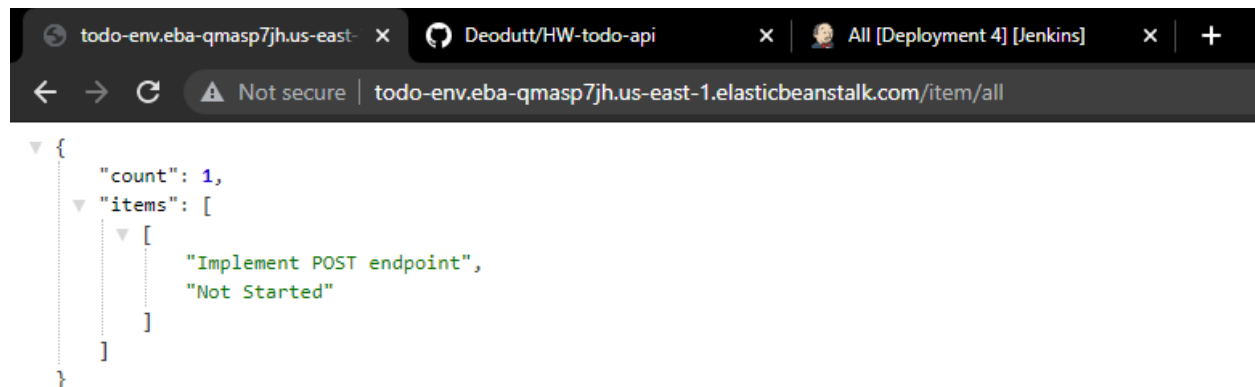 todo-env.eba-qmasp7jh.us-east- Deodutt/HW-todo-api All [Deployment 4] [Jenkins]
Not secure | todo-env.eba-qmasp7jh.us-east-1.elasticbeanstalk.com/item/all
{
"count": 1,
"items": [
[
"Implement POST endpoint",
"Not Started"
]
]
}